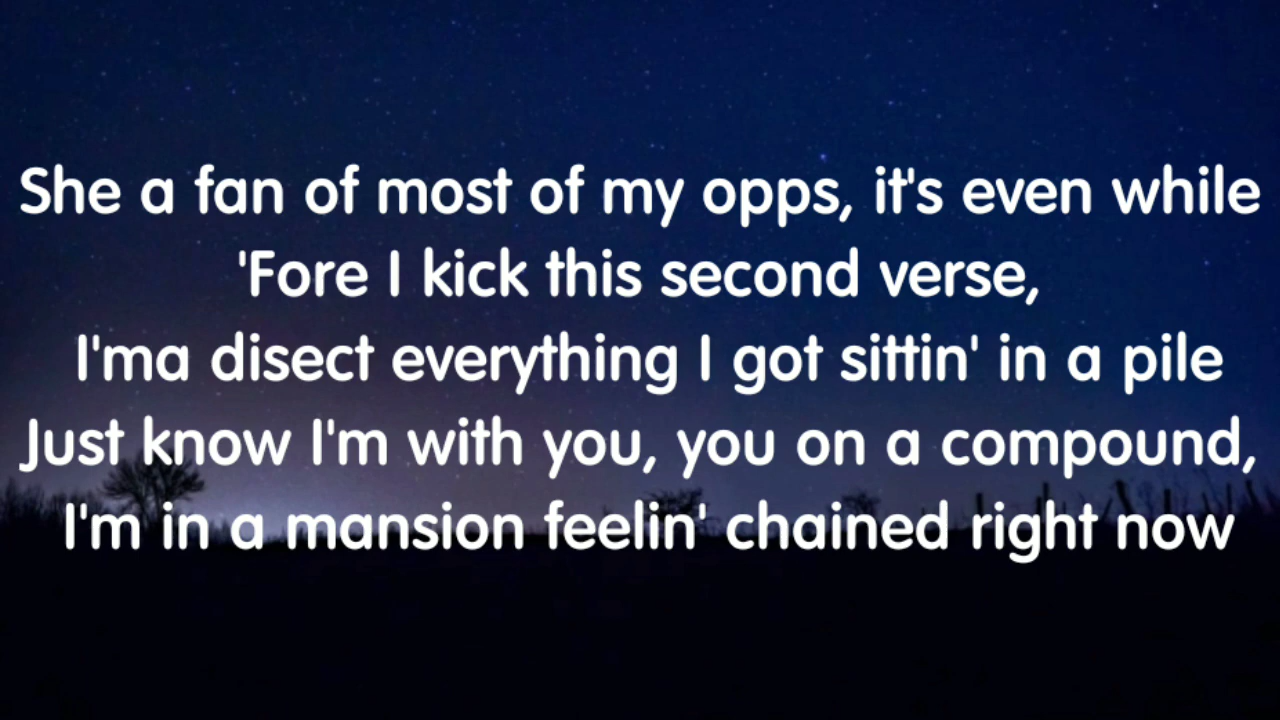 She a fan of most of my opps, it's even while
'Fore I kick this second verse,
I'ma disect everything I got sittin' in a pile
Just know I'm with you, you on a compound,
I'm in a mansion feelin' chained right now